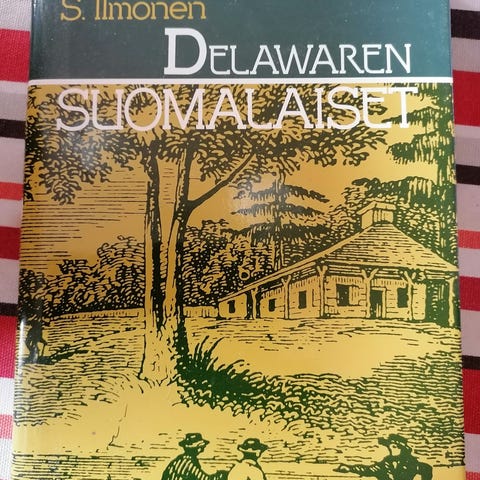 S. Ilmonen
DELAWAREN
SUOMALAISET